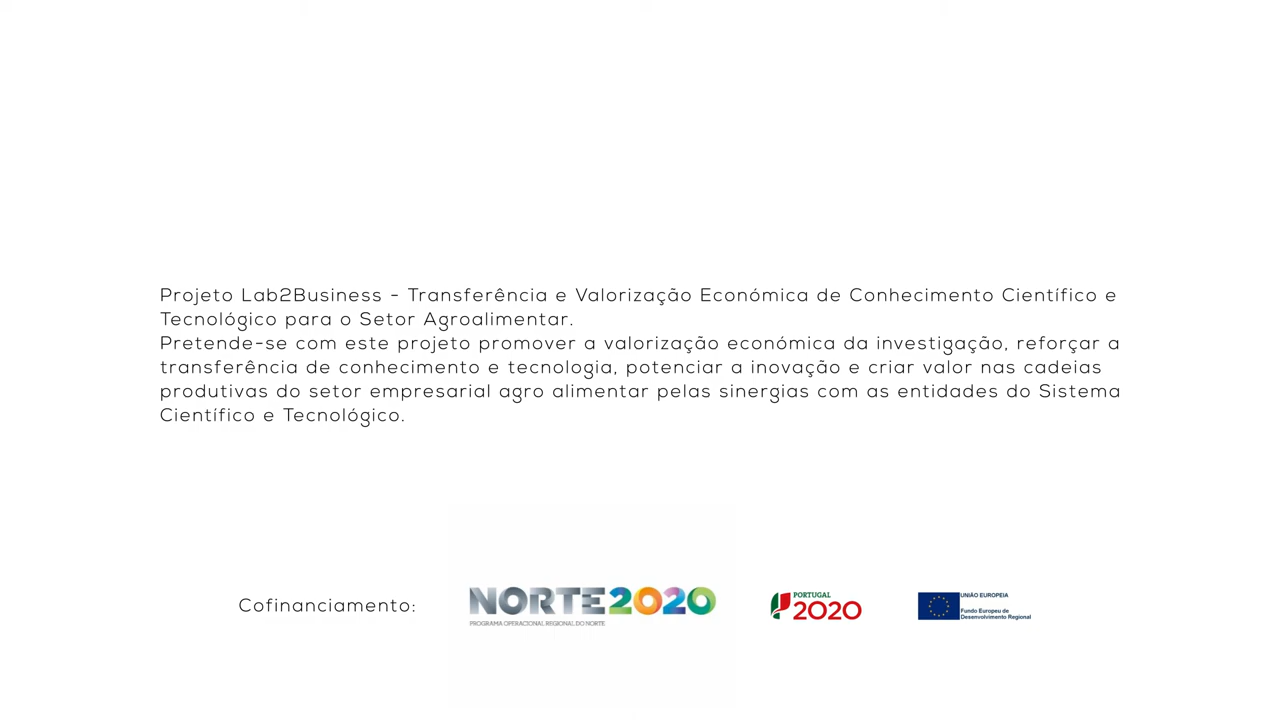 Projeto Lab2Business - Transferência e Valorização Económica de Conhecimento Científico e
Tecnológico para o Setor Agroalimentar.
Pretende-se com este projeto promover a valorização económica da investigação, reforçar a
transferência de conhecimento e tecnologia, potenciar a inovação e criar valor nas cadeias
produtivas do setor empresarial agro alimentar pelas sinergias com as entidades do Sistema
Científico e Tecnológico.
Cofinanciamento:
NORTE2020
PROGRAMA OPERACIONAL REGIONAL DO NORTE
PORTUGAL
2020
UNIÃO EUROPEIA
Fundo Europeu de
Desenvolvimento Regional